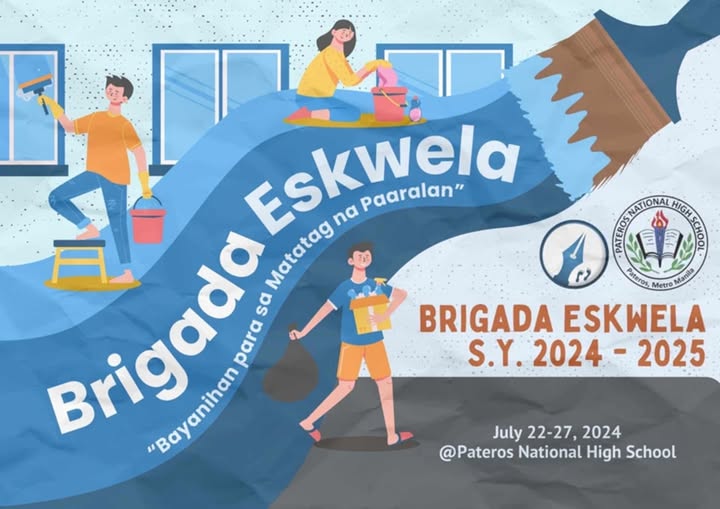 Brigada Eskwela
"Bayanihan para sa Matatag na Paaralan"
PATEROS NATIONAL HIGH SCHOOL
Pateros, Metro Manila
BRIGADA ESKWELA
S.Y. 2024 - 2025
July 22-27, 2024
@Pateros National High School